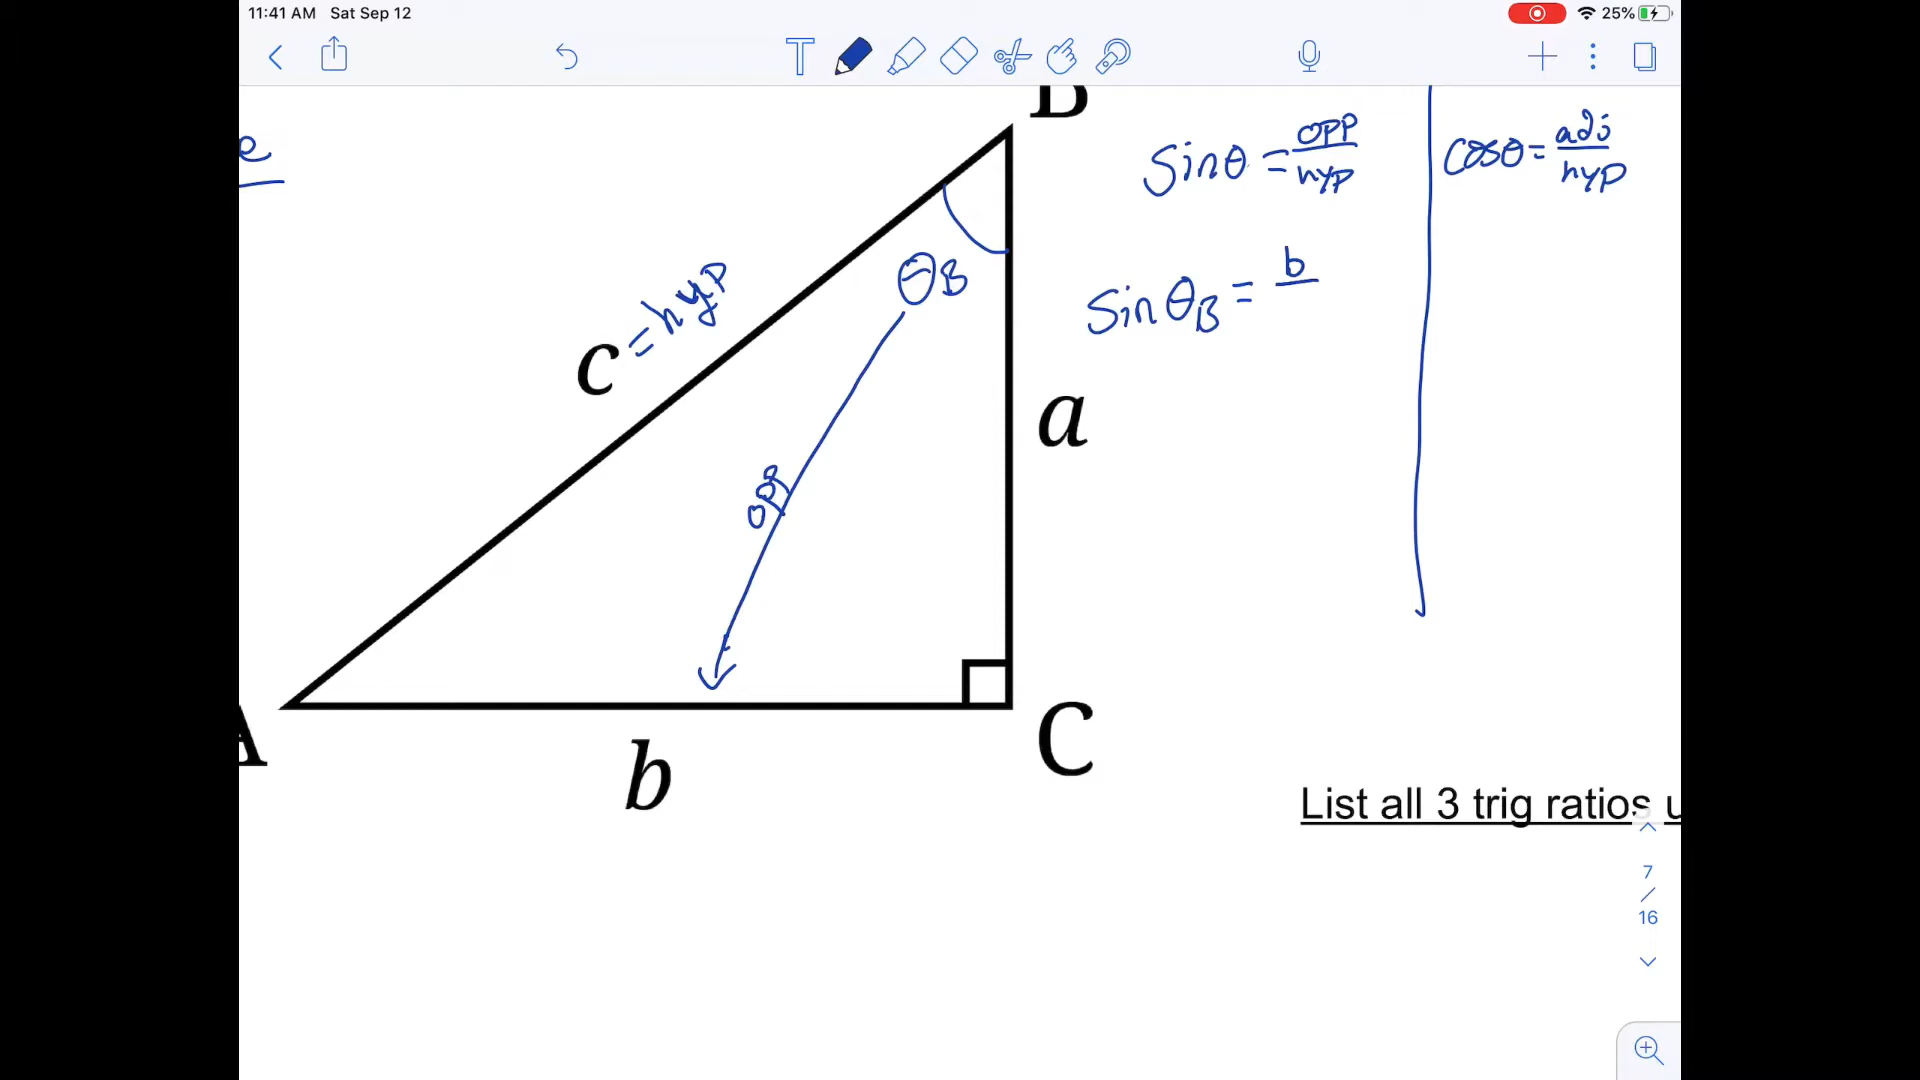 11:41 AM Sat Sep 12
25%
T
e
B
sinθ = opp/hyp
cosθ = adj/hyp
c = hyp
θB
sin θB = b
a
opp
A
b
C
List all 3 trig ratios u
7
/
16